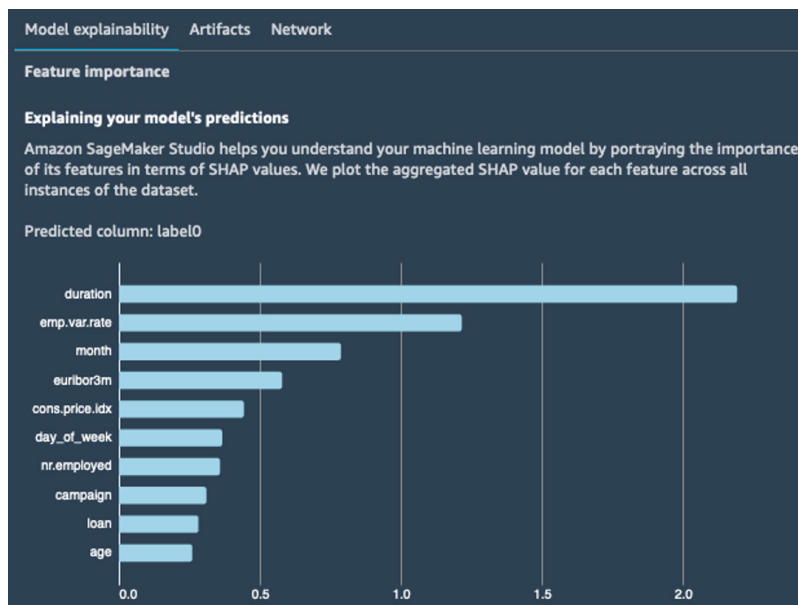 Model explainability Artifacts Network
Feature importance
Explaining your model's predictions
Amazon SageMaker Studio helps you understand your machine learning model by portraying the importance
of its features in terms of SHAP values. We plot the aggregated SHAP value for each feature across all
instances of the dataset.
Predicted column: label0
duration
emp.var.rate
month
euribor3m
cons.price.idx
day_of_week
nr.employed
campaign
loan
age
0.0 0.5 1.0 1.5 2.0